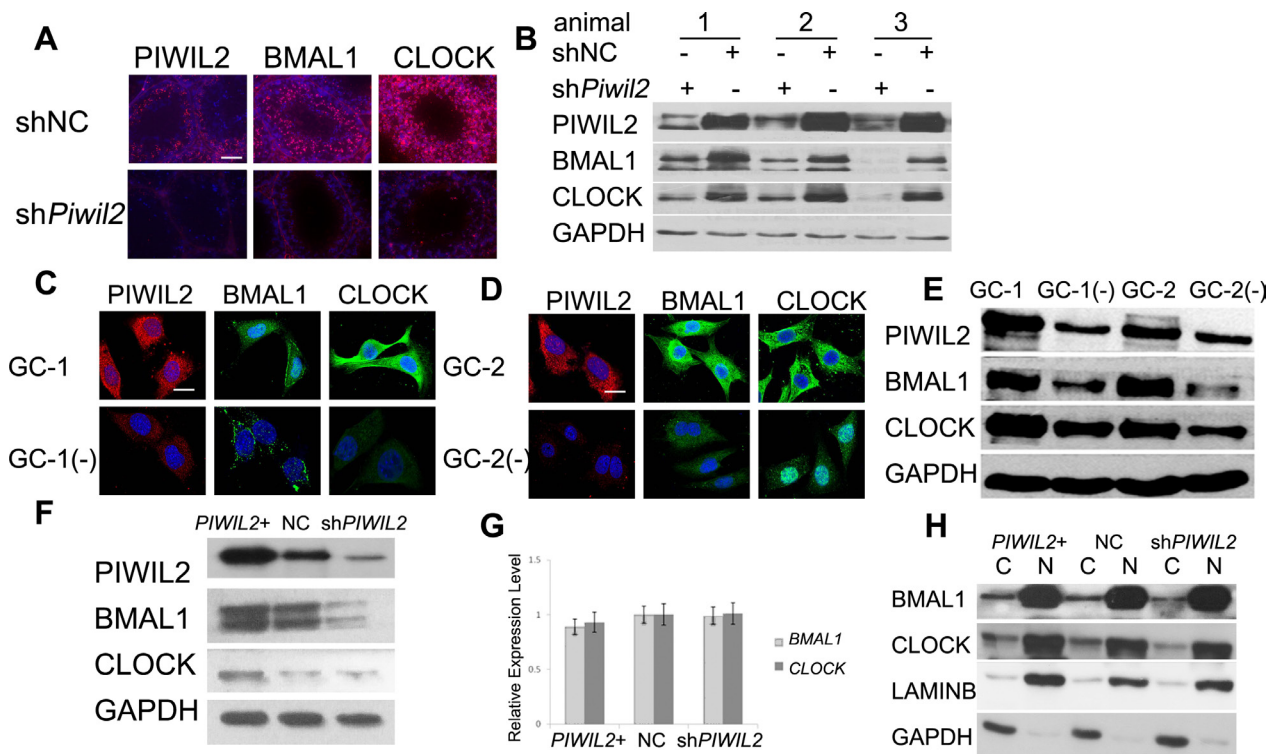 A
PIWIL2 BMAL1 CLOCK
shNC
shPiwil2
B
animal 1 2 3
shNC - + - + - +
shPiwil2 + - + - + -
PIWIL2
BMAL1
CLOCK
GAPDH
C
PIWIL2 BMAL1 CLOCK
GC-1
GC-1(-)
D
PIWIL2 BMAL1 CLOCK
GC-2
GC-2(-)
E
GC-1 GC-1(-) GC-2 GC-2(-)
PIWIL2
BMAL1
CLOCK
GAPDH
F
PIWIL2+ NC shPIWIL2
PIWIL2
BMAL1
CLOCK
GAPDH
G
Relative Expression Level
1.5
1
0.5
0
PIWIL2+ NC shPIWIL2
BMAL1
CLOCK
H
PIWIL2+ NC shPIWIL2
C N C N C N
BMAL1
CLOCK
LAMINB
GAPDH